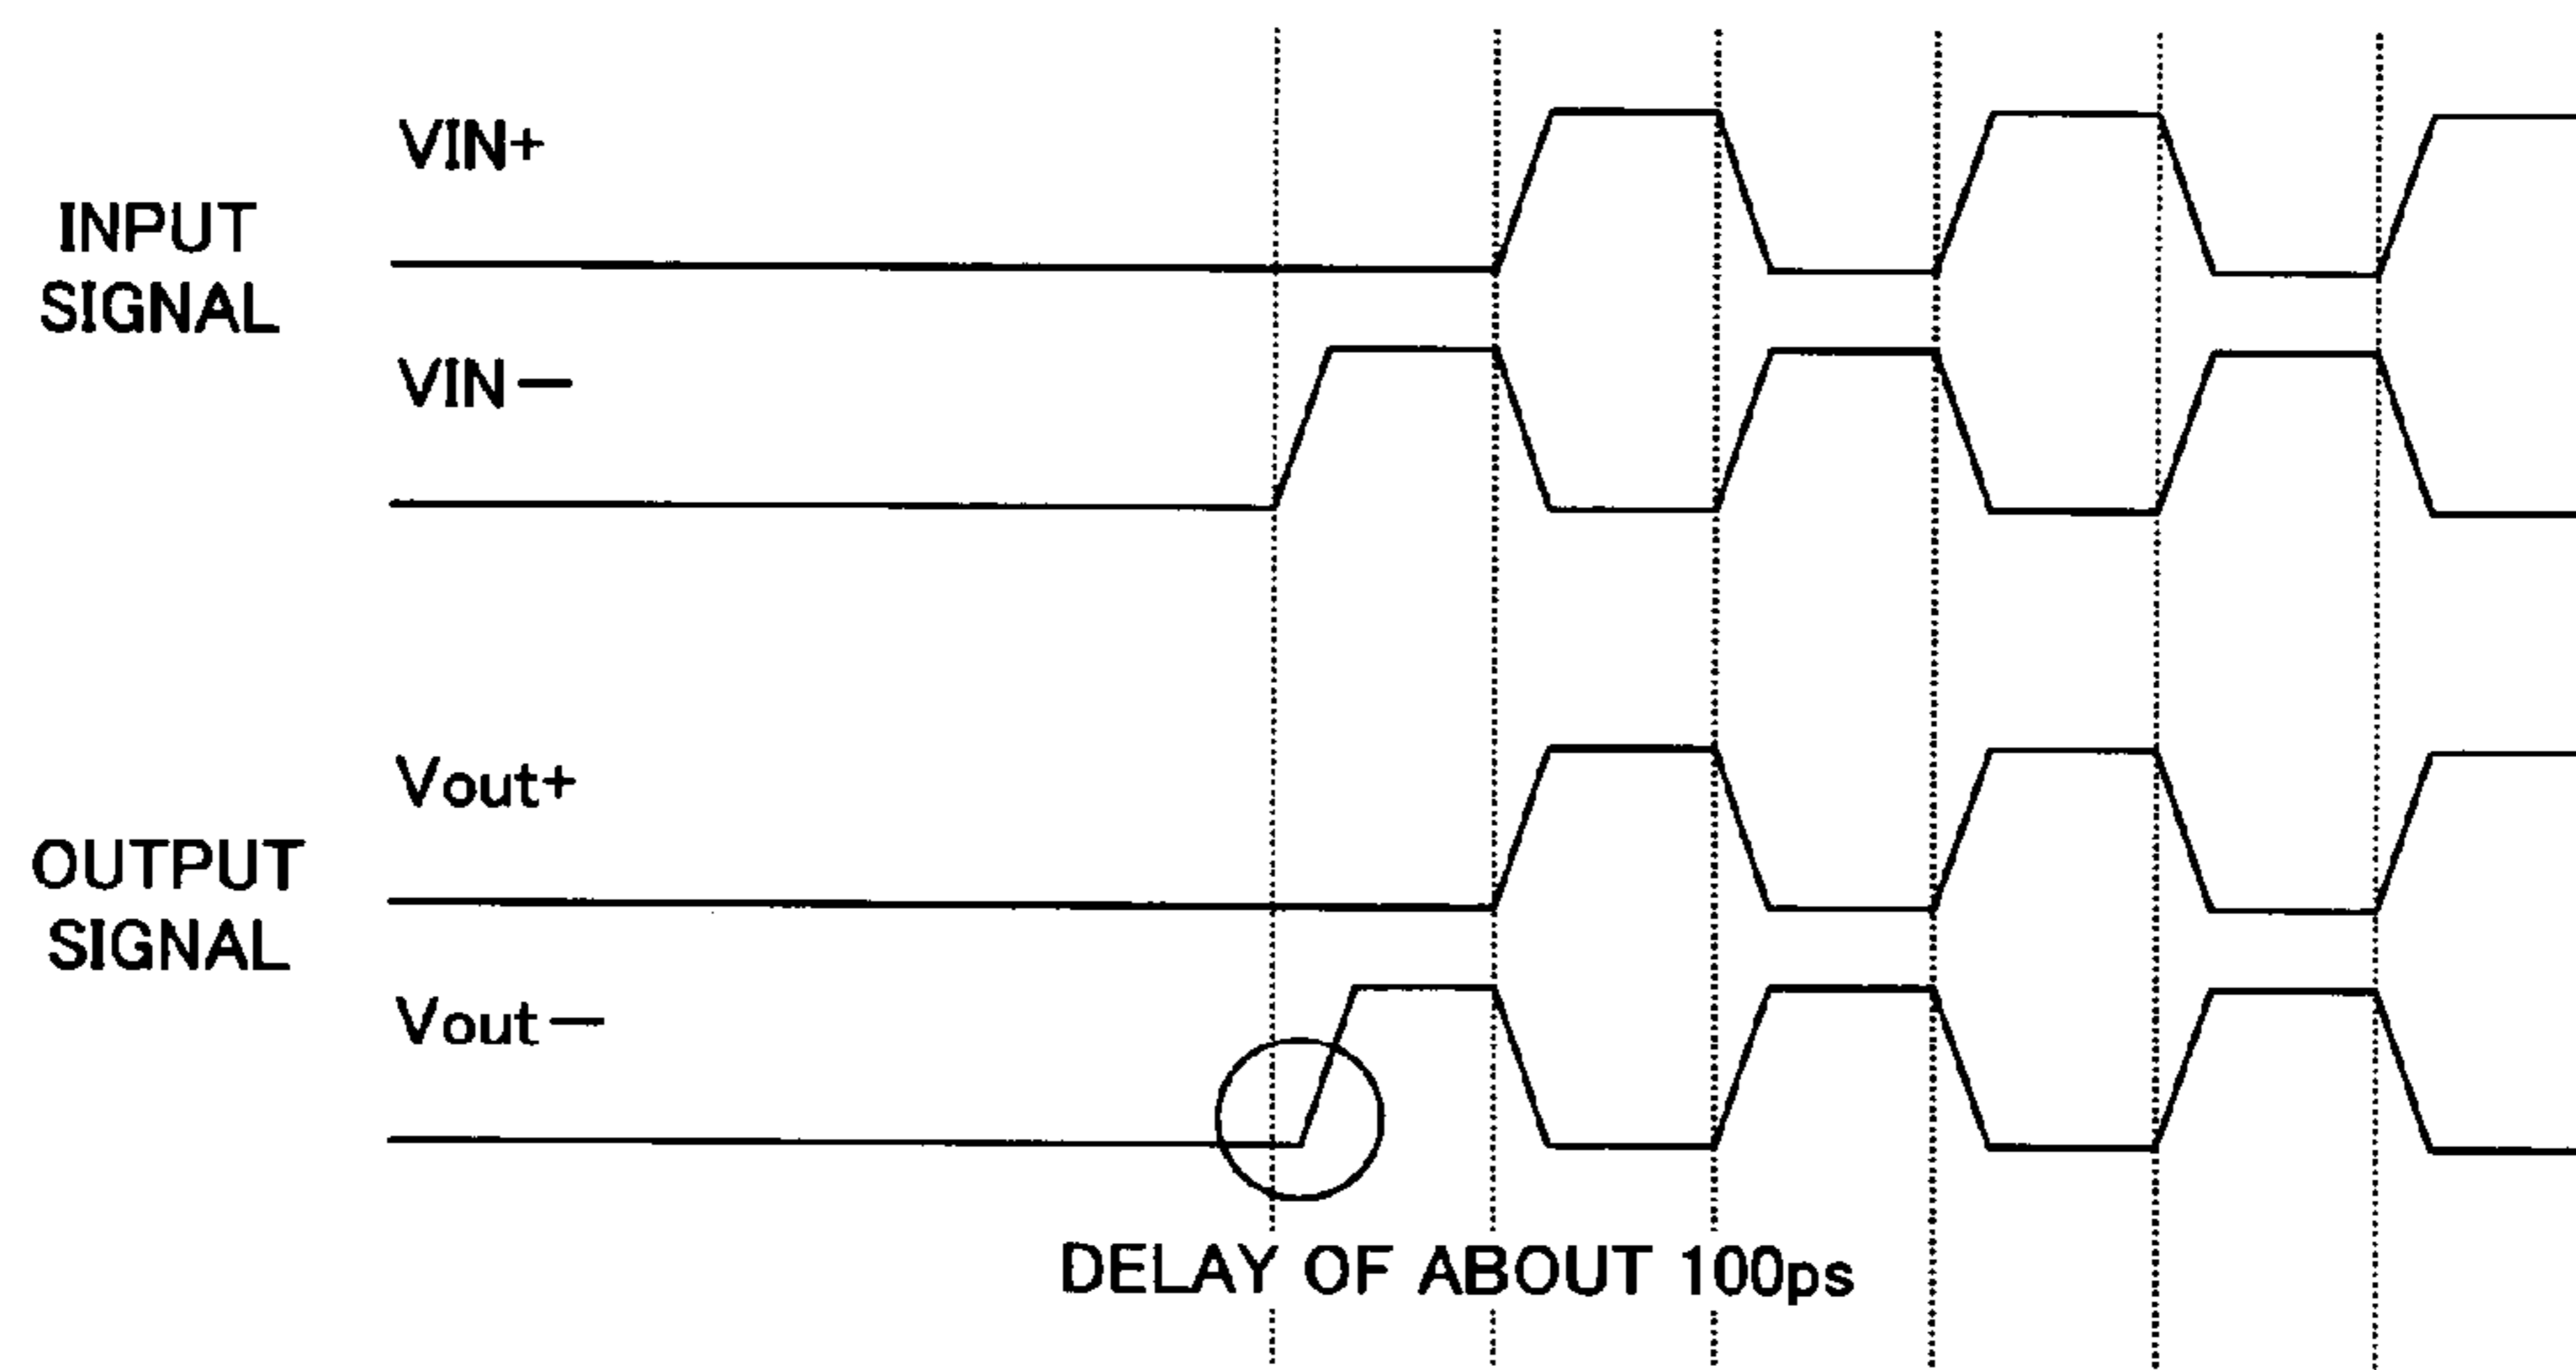 VIN+
INPUT
SIGNAL
VIN−
Vout+
OUTPUT
SIGNAL
Vout−
DELAY OF ABOUT 100ps